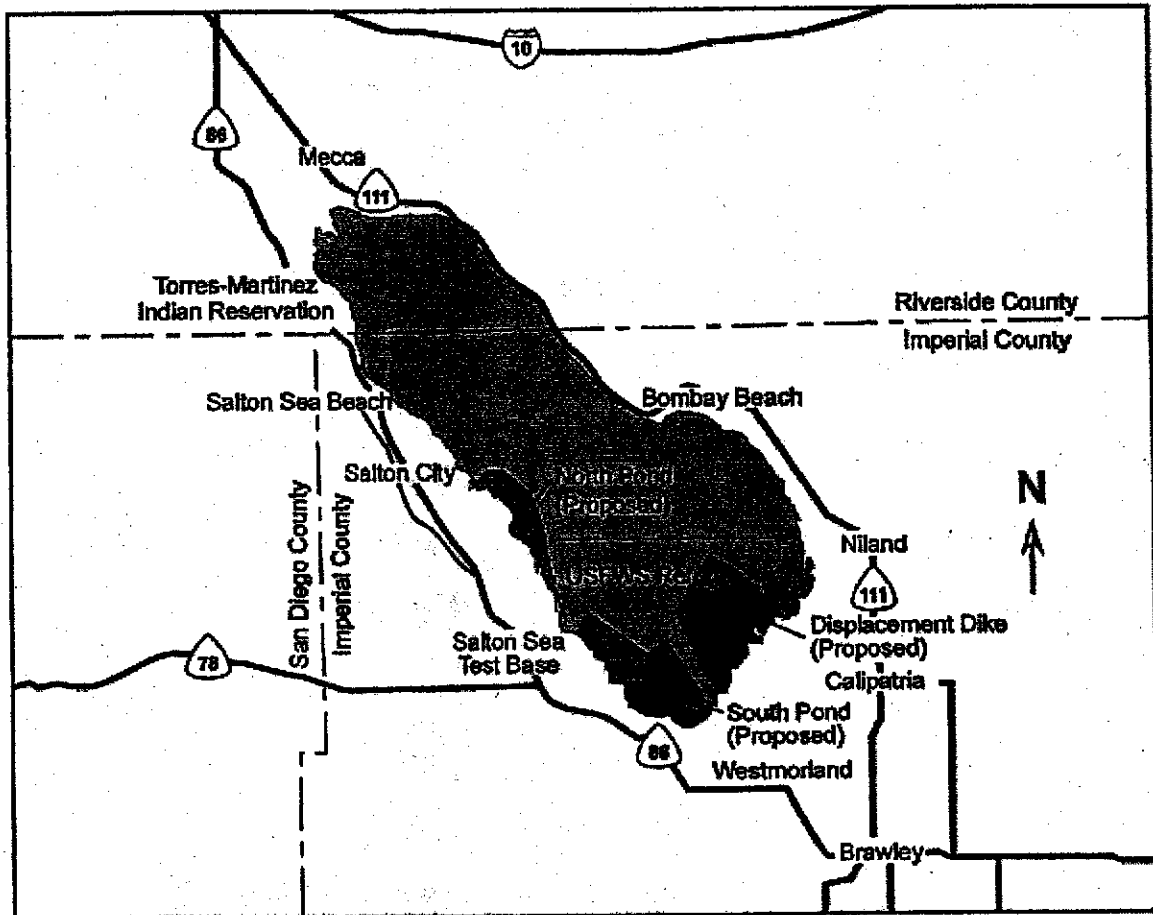 10
86
Mecca
111
Torres-Martinez
Indian Reservation
Riverside County
Imperial County
Salton Sea Beach
Bombay Beach
Salton City
North Pond
(Proposed)
San Diego County
Imperial County
N
Niland
111
Displacement Dike
(Proposed)
Salton Sea
Test Base
78
Calipatria
South Pond
(Proposed)
86
Westmorland
Brawley